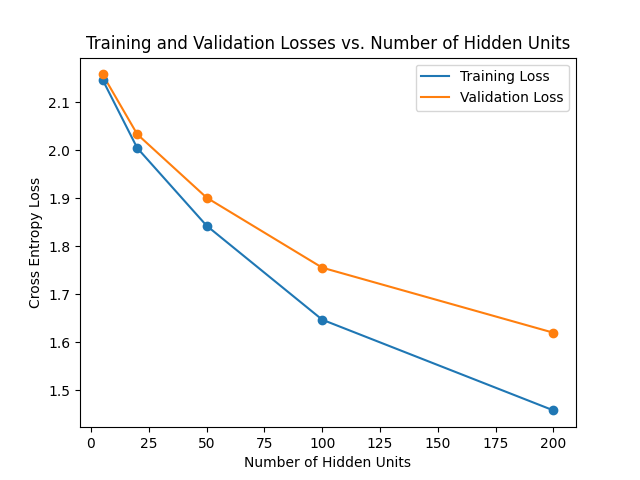 Training and Validation Losses vs. Number of Hidden Units
Training Loss
Validation Loss
Cross Entropy Loss
2.1
2.0
1.9
1.8
1.7
1.6
1.5
0 25 50 75 100 125 150 175 200
Number of Hidden Units